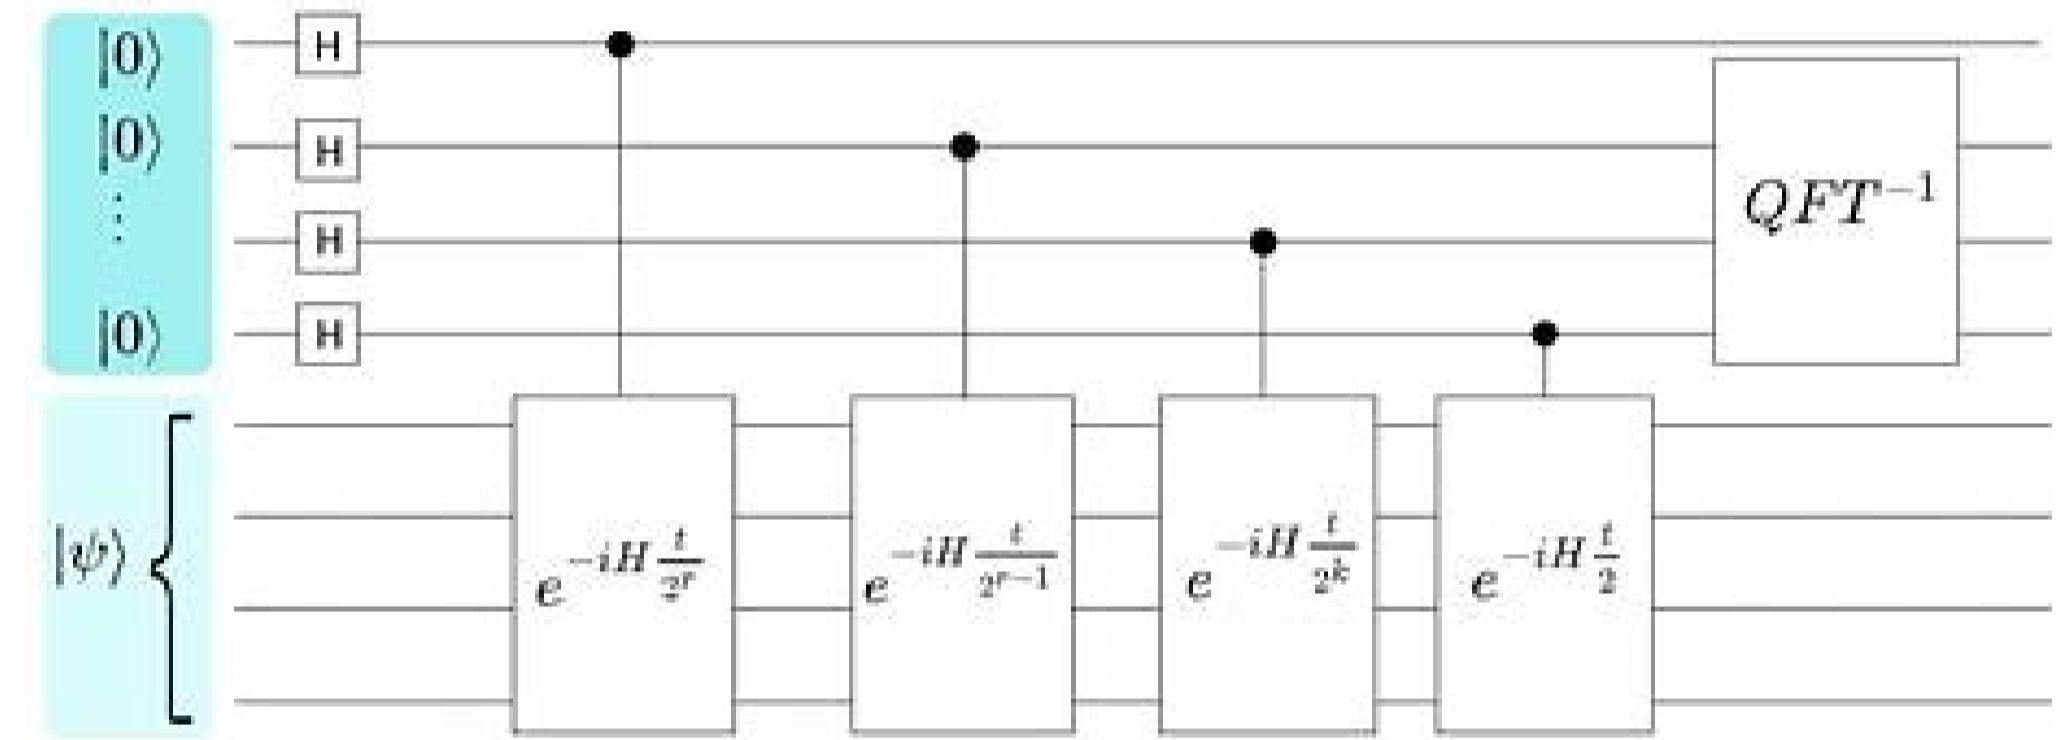 |0⟩ H
|0⟩ H
⋮ H
|0⟩ H
QFT⁻¹
|ψ⟩ {
e^{-iH t/2^r}
e^{-iH t/2^{r-1}}
e^{-iH t/2^k}
e^{-iH t/2}